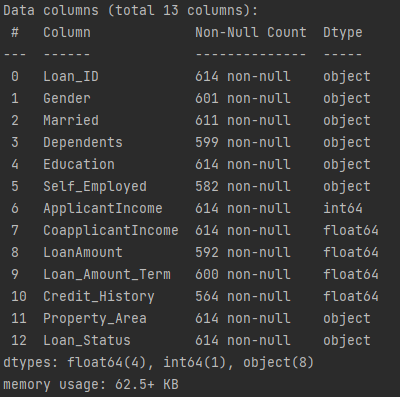 Data columns (total 13 columns):
 #   Column             Non-Null Count  Dtype
---  ------             --------------  -----
 0   Loan_ID            614 non-null    object
 1   Gender             601 non-null    object
 2   Married            611 non-null    object
 3   Dependents         599 non-null    object
 4   Education          614 non-null    object
 5   Self_Employed      582 non-null    object
 6   ApplicantIncome    614 non-null    int64
 7   CoapplicantIncome  614 non-null    float64
 8   LoanAmount         592 non-null    float64
 9   Loan_Amount_Term   600 non-null    float64
 10  Credit_History     564 non-null    float64
 11  Property_Area      614 non-null    object
 12  Loan_Status        614 non-null    object
dtypes: float64(4), int64(1), object(8)
memory usage: 62.5+ KB